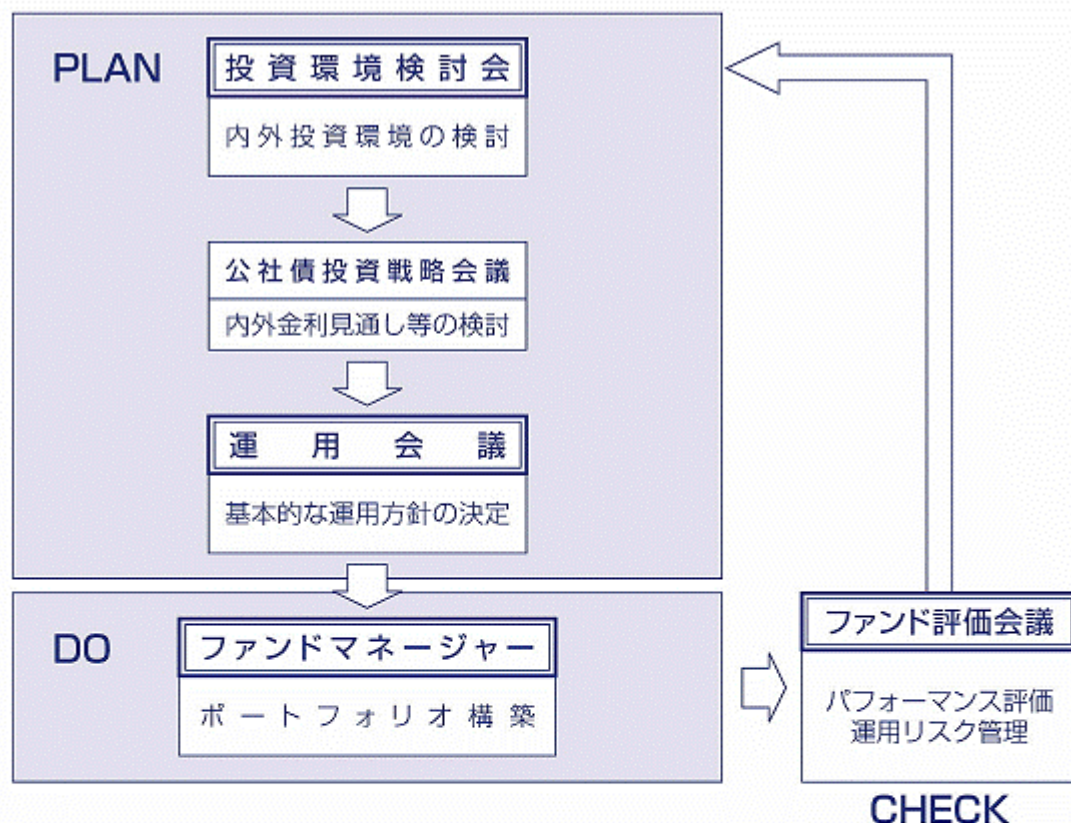 PLAN
投資環境検討会
内外投資環境の検討
公社債投資戦略会議
内外金利見通し等の検討
運用会議
基本的な運用方針の決定
DO
ファンドマネージャー
ポートフォリオ構築
ファンド評価会議
パフォーマンス評価
運用リスク管理
CHECK